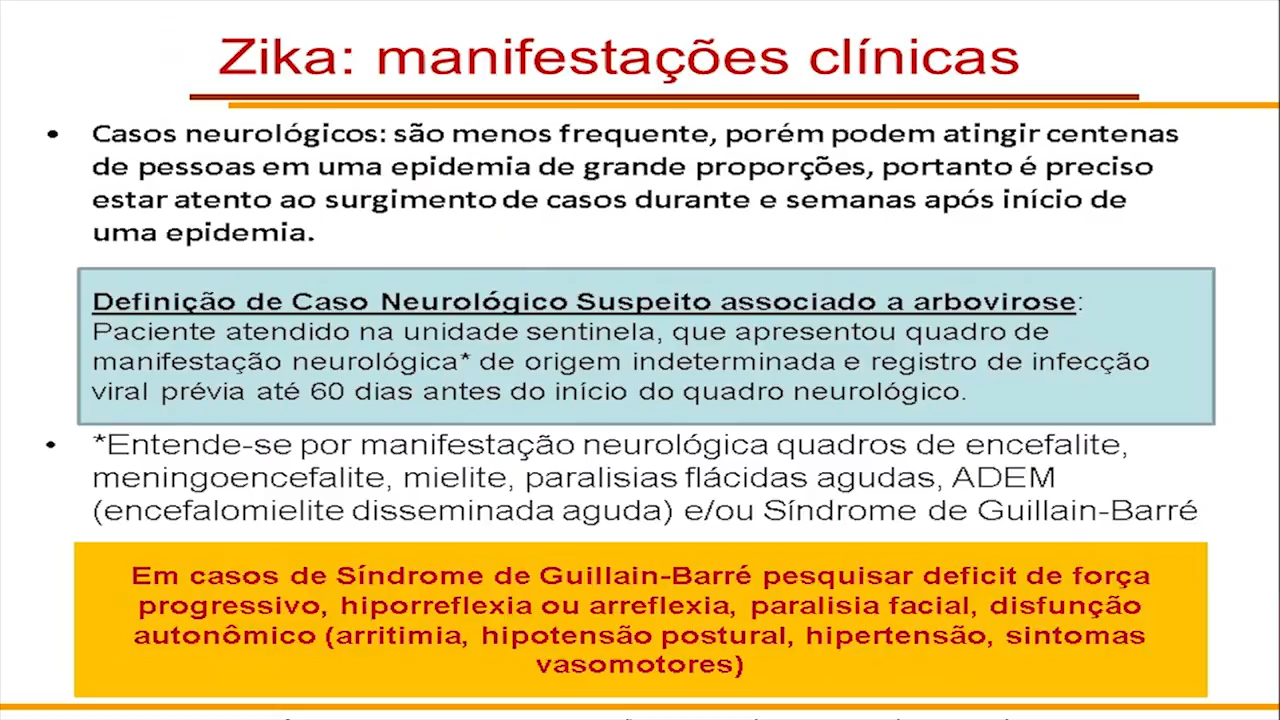 Zika: manifestações clínicas
• Casos neurológicos: são menos frequente, porém podem atingir centenas
de pessoas em uma epidemia de grande proporções, portanto é preciso
estar atento ao surgimento de casos durante e semanas após início de
uma epidemia.
Definição de Caso Neurológico Suspeito associado a arbovirose:
Paciente atendido na unidade sentinela, que apresentou quadro de
manifestação neurológica* de origem indeterminada e registro de infecção
viral prévia até 60 dias antes do início do quadro neurológico.
• *Entende-se por manifestação neurológica quadros de encefalite,
meningoencefalite, mielite, paralisias flácidas agudas, ADEM
(encefalomielite disseminada aguda) e/ou Síndrome de Guillain-Barré
Em casos de Síndrome de Guillain-Barré pesquisar deficit de força
progressivo, hiporreflexia ou arreflexia, paralisia facial, disfunção
autonômico (arritimia, hipotensão postural, hipertensão, sintomas
vasomotores)